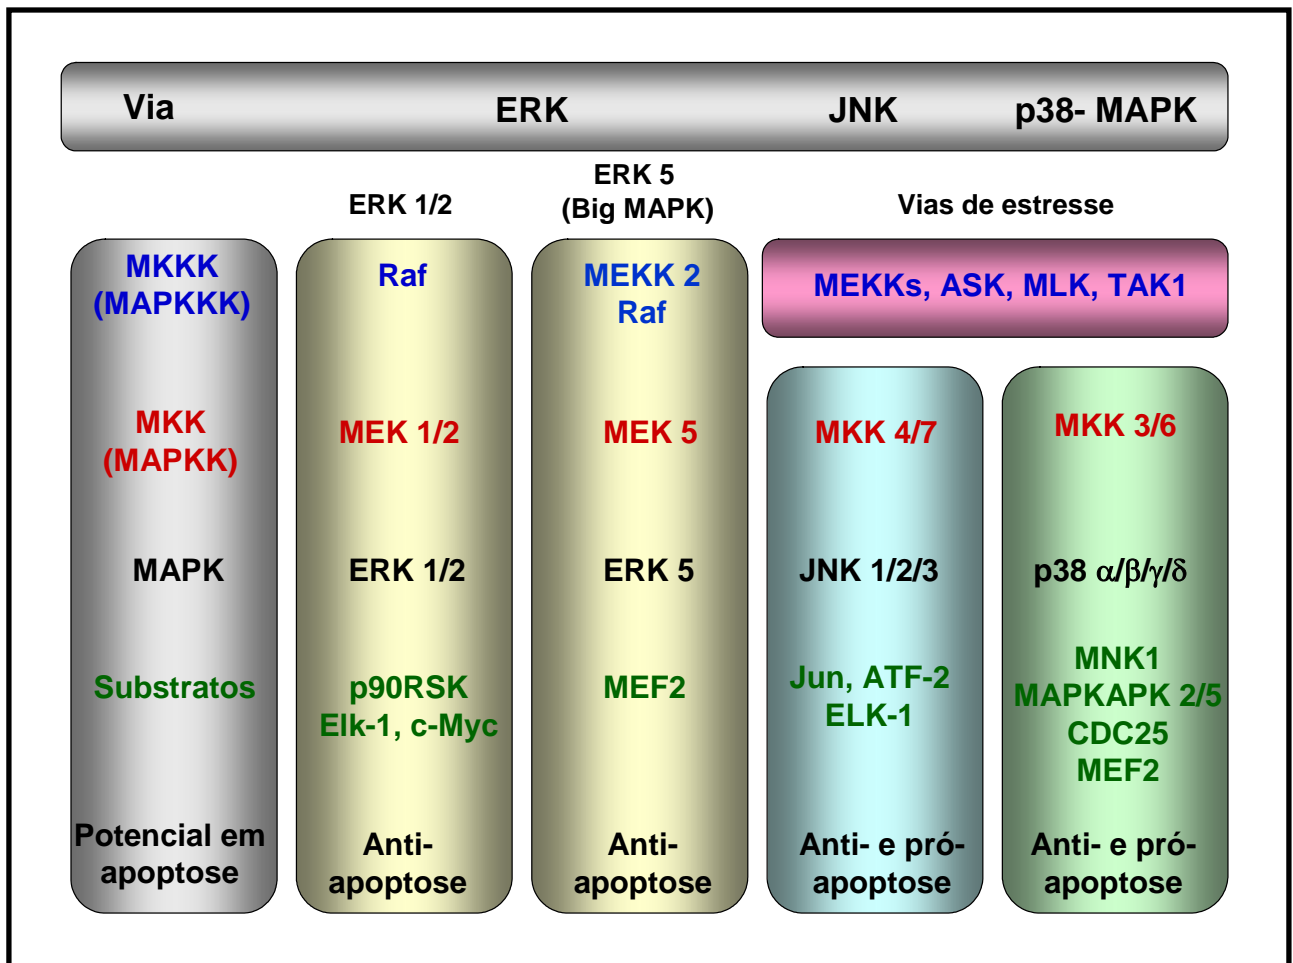 Via
ERK
JNK
p38- MAPK
ERK 1/2
ERK 5
(Big MAPK)
Vias de estresse
MKKK
(MAPKKK)
Raf
MEKK 2
Raf
MEKKs, ASK, MLK, TAK1
MKK
(MAPKK)
MEK 1/2
MEK 5
MKK 4/7
MKK 3/6
MAPK
ERK 1/2
ERK 5
JNK 1/2/3
p38 α/β/γ/δ
Substratos
p90RSK
Elk-1, c-Myc
MEF2
Jun, ATF-2
ELK-1
MNK1
MAPKAPK 2/5
CDC25
MEF2
Potencial em
apoptose
Anti-
apoptose
Anti-
apoptose
Anti- e pró-
apoptose
Anti- e pró-
apoptose